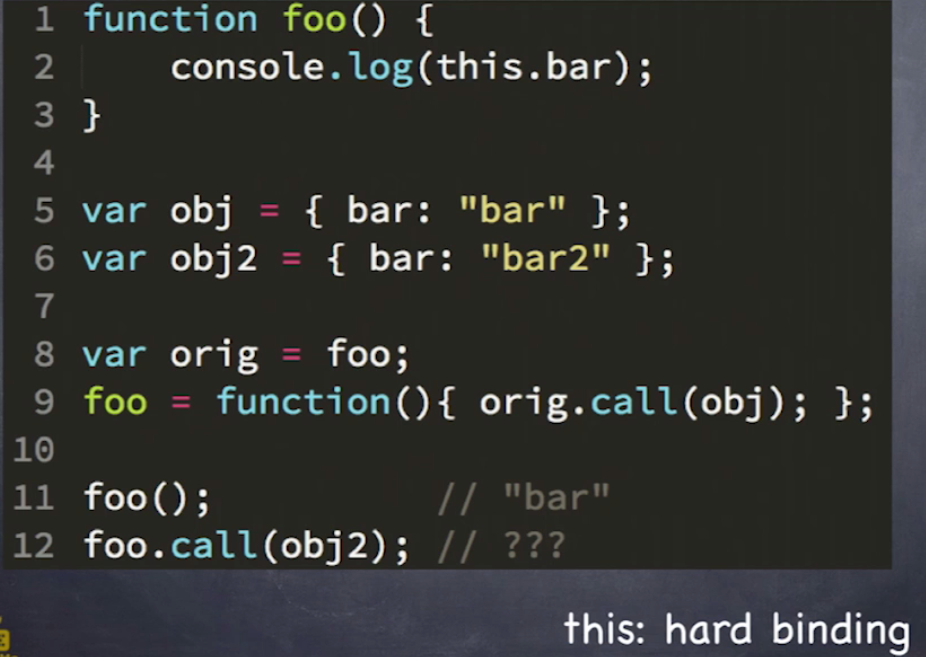 1 function foo() {
2     console.log(this.bar);
3 }
4
5 var obj = { bar: "bar" };
6 var obj2 = { bar: "bar2" };
7
8 var orig = foo;
9 foo = function(){ orig.call(obj); };
10
11 foo();           // "bar"
12 foo.call(obj2); // ???
this: hard binding